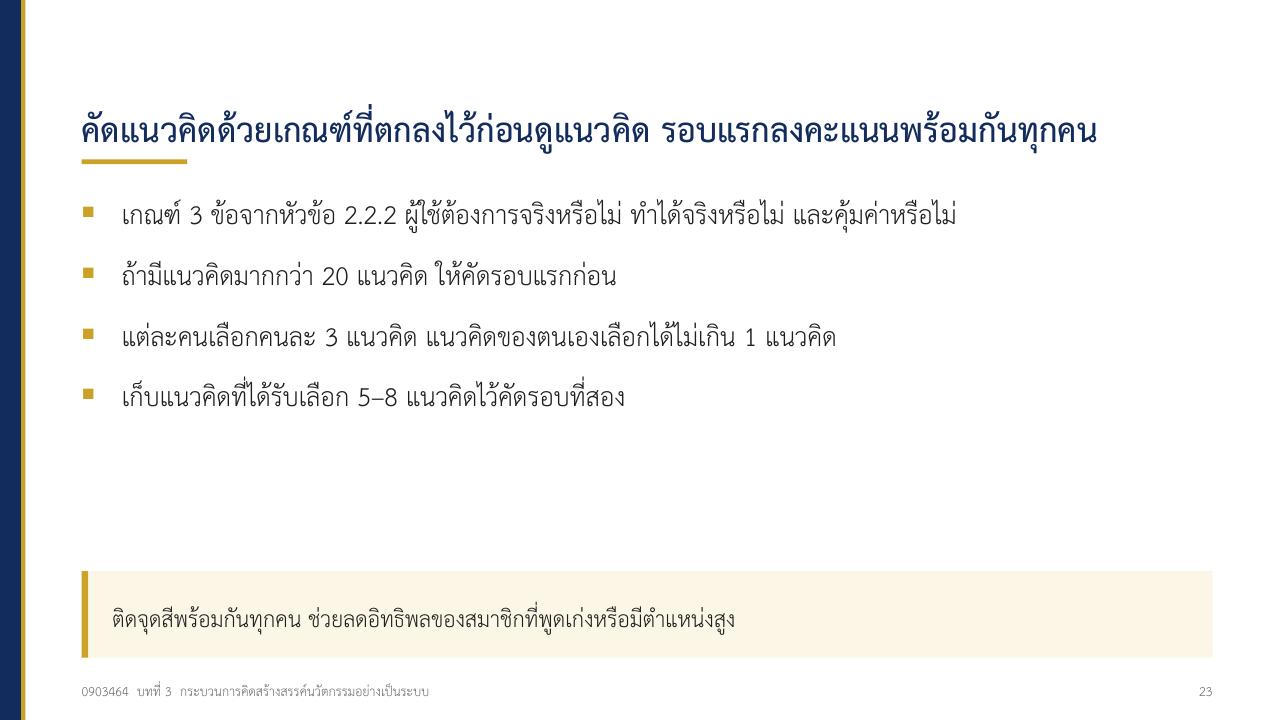 คัดแนวคิดด้วยเกณฑ์ที่ตกลงไว้ก่อนดูแนวคิด รอบแรกลงคะแนนพร้อมกันทุกคน
▪ เกณฑ์ 3 ข้อจากหัวข้อ 2.2.2 ผู้ใช้ต้องการจริงหรือไม่ ทำได้จริงหรือไม่ และคุ้มค่าหรือไม่
▪ ถ้ามีแนวคิดมากกว่า 20 แนวคิด ให้คัดรอบแรกก่อน
▪ แต่ละคนเลือกคนละ 3 แนวคิด แนวคิดของตนเองเลือกได้ไม่เกิน 1 แนวคิด
▪ เก็บแนวคิดที่ได้รับเลือก 5–8 แนวคิดไว้คัดรอบที่สอง
ติดจุดสีพร้อมกันทุกคน ช่วยลดอิทธิพลของสมาชิกที่พูดเก่งหรือมีตำแหน่งสูง
0903464 บทที่ 3 กระบวนการคิดสร้างสรรค์นวัตกรรมอย่างเป็นระบบ
23